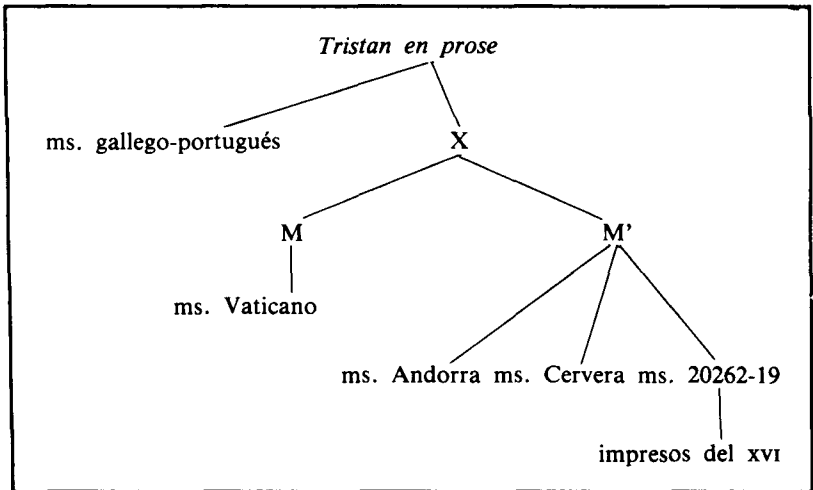 Tristan en prose
ms. gallego-portugués X
M M'
ms. Vaticano
ms. Andorra ms. Cervera ms. 20262-19
impresos del XVI